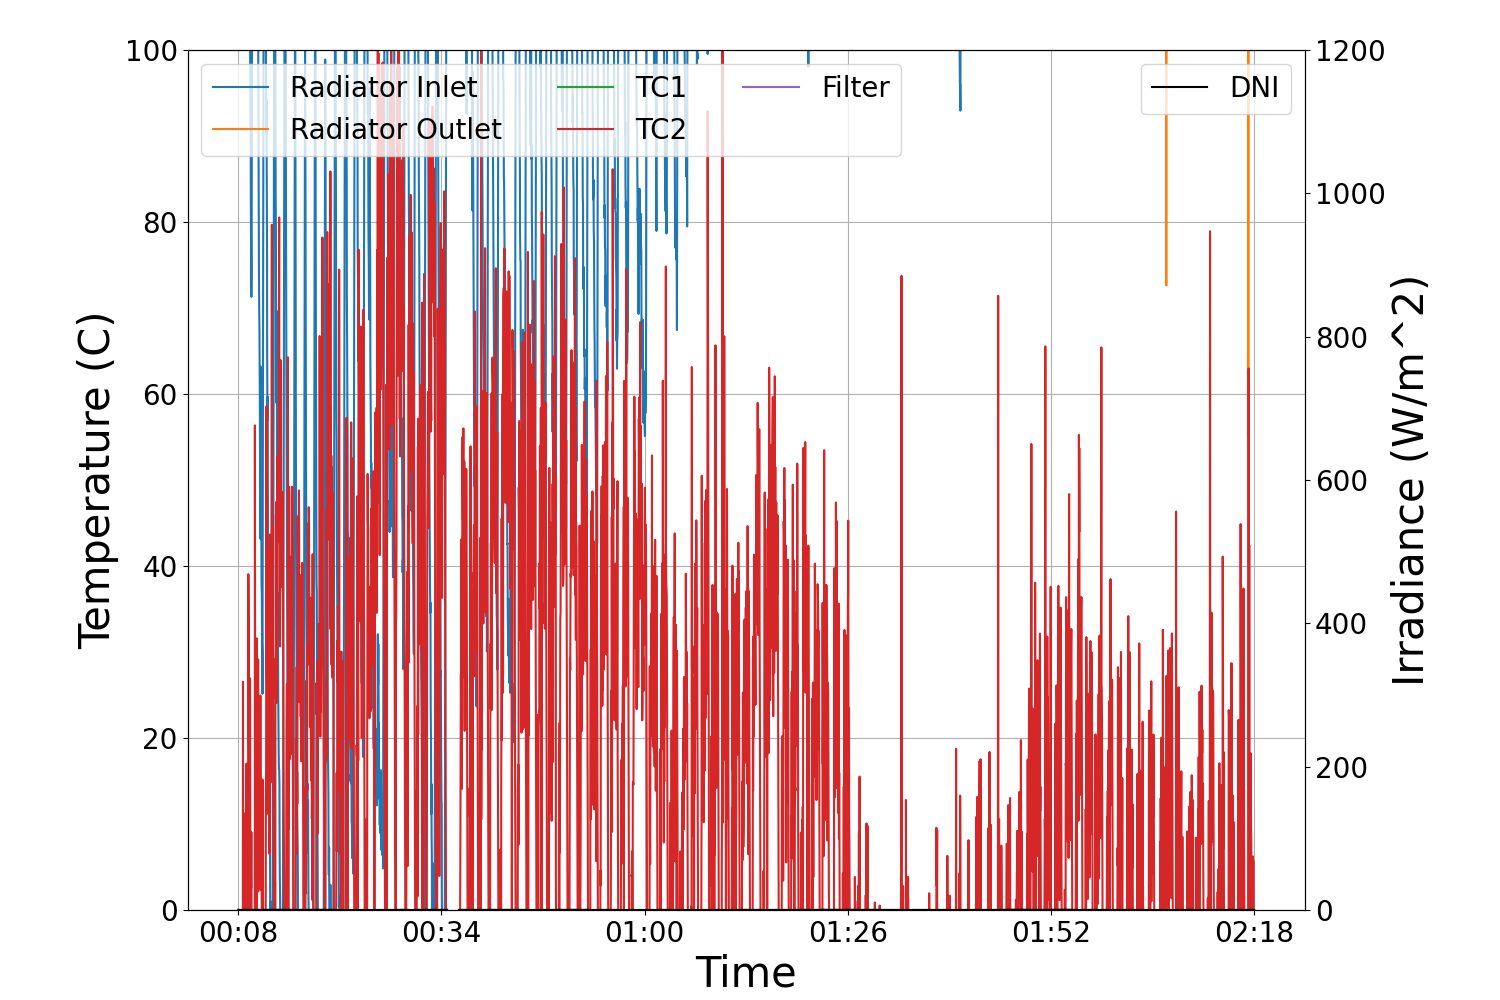 Radiator Inlet
Radiator Outlet
TC1
TC2
Filter
DNI
100
80
60
40
20
0
Temperature (C)
1200
1000
800
600
400
200
0
Irradiance (W/m^2)
00:08 00:34 01:00 01:26 01:52 02:18
Time